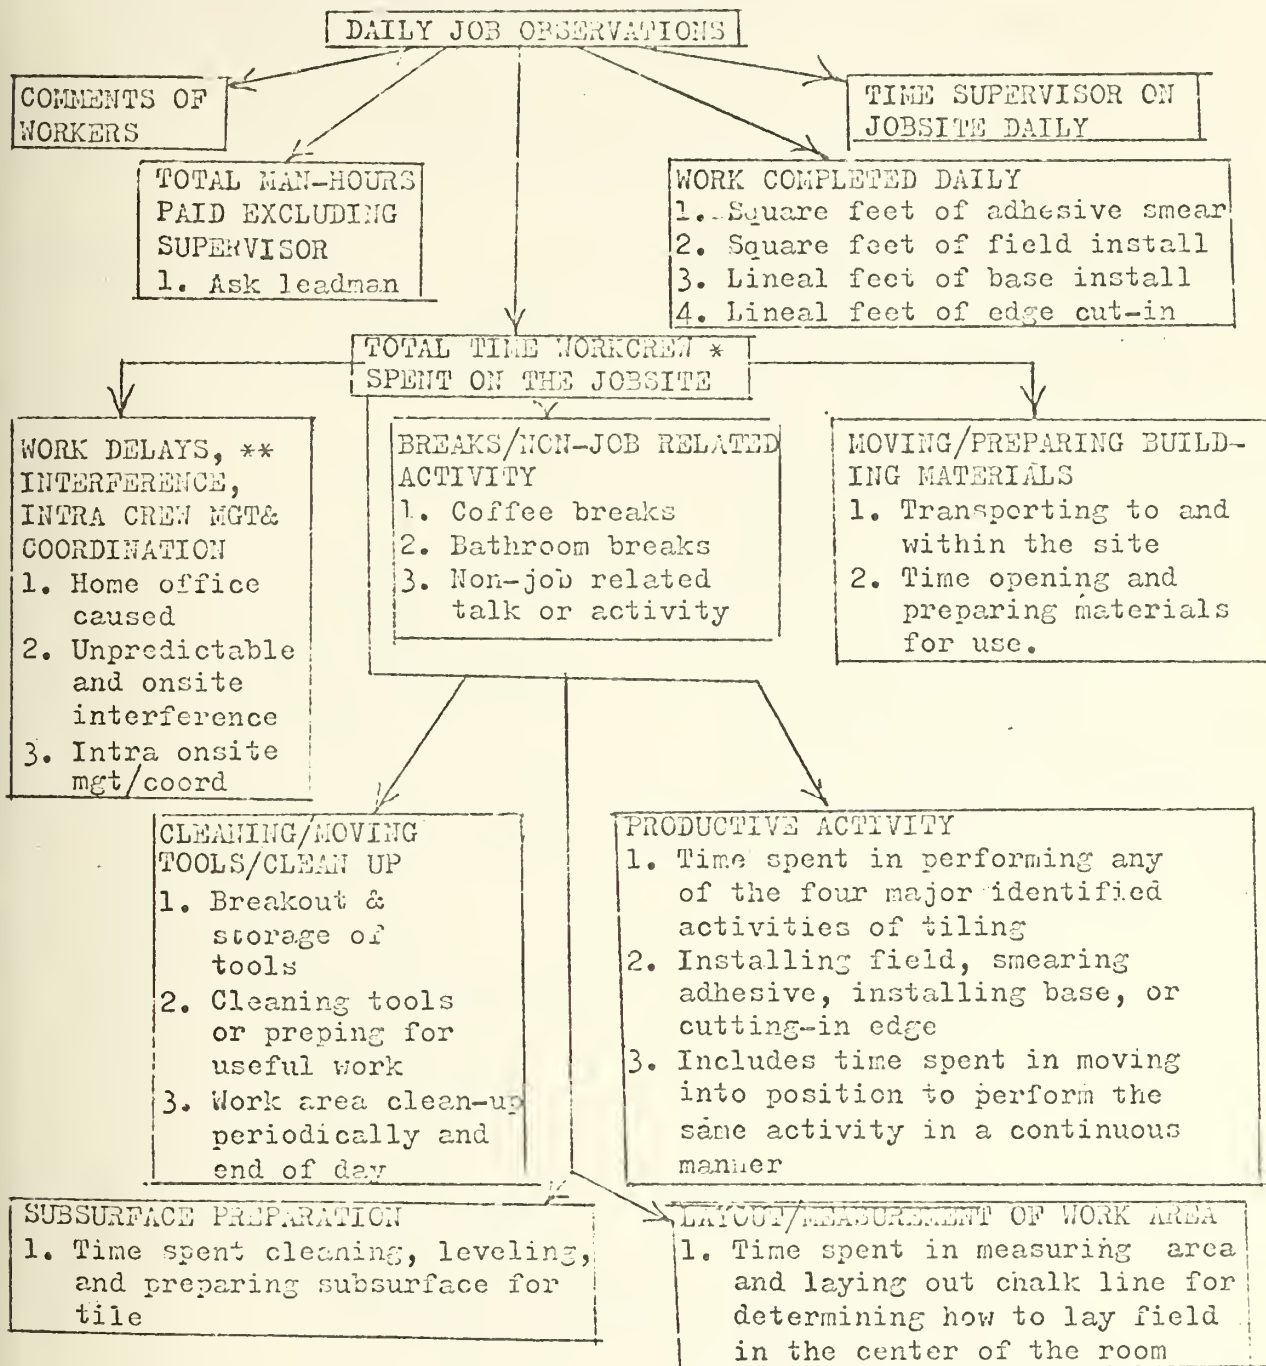 DAILY JOB OBSERVATIONS
COMMENTS OF
WORKERS
TIME SUPERVISOR ON
JOBSITE DAILY
TOTAL MAN-HOURS
PAID EXCLUDING
SUPERVISOR
1. Ask leadman
WORK COMPLETED DAILY
1. Square feet of adhesive smear
2. Square feet of field install
3. Lineal feet of base install
4. Lineal feet of edge cut-in
TOTAL TIME WORKCREW *
SPENT ON THE JOBSITE
WORK DELAYS, **
INTERFERENCE,
INTRA CREW MGT&
COORDINATION
1. Home office
caused
2. Unpredictable
and onsite
interference
3. Intra onsite
mgt/coord
BREAKS/NON-JOB RELATED
ACTIVITY
1. Coffee breaks
2. Bathroom breaks
3. Non-job related
talk or activity
MOVING/PREPARING BUILD-
ING MATERIALS
1. Transporting to and
within the site
2. Time opening and
preparing materials
for use.
CLEANING/MOVING
TOOLS/CLEAN UP
1. Breakout &
storage of
tools
2. Cleaning tools
or preping for
useful work
3. Work area clean-up
periodically and
end of day
PRODUCTIVE ACTIVITY
1. Time spent in performing any
of the four major identified
activities of tiling
2. Installing field, smearing
adhesive, installing base, or
cutting-in edge
3. Includes time spent in moving
into position to perform the
same activity in a continuous
manner
SUBSURFACE PREPARATION
1. Time spent cleaning, leveling,
and preparing subsurface for
tile
LAYOUT/MEASUREMENT OF WORK AREA
1. Time spent in measuring area
and laying out chalk line for
determining how to lay field
in the center of the room